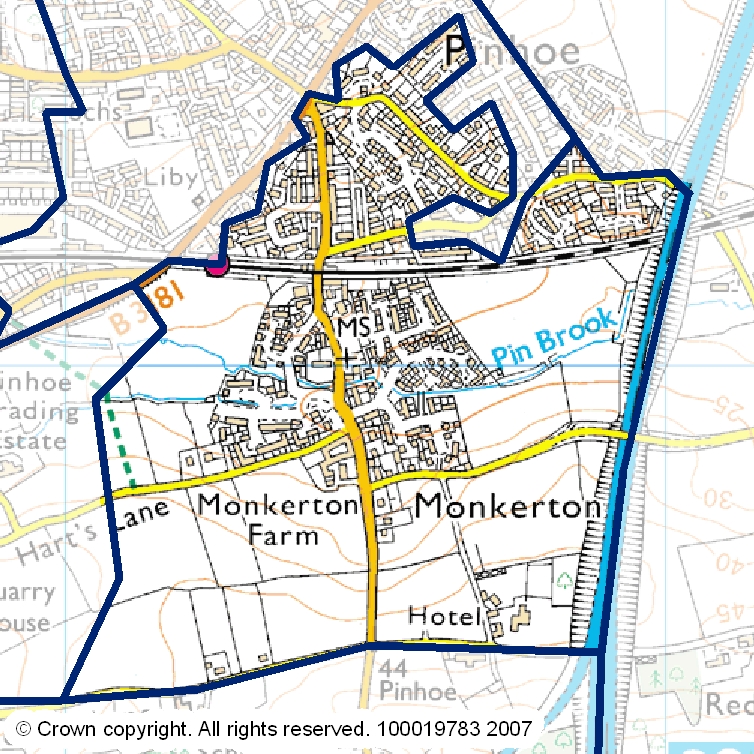 Pinhoe
chs
Liby
B 3181
MS
Pin Brook
inhoe
rading
state
Hart's Lane
Monkerton
Farm
Monkerton
25
30
40
45
uarry
ouse
Hotel
44
Pinhoe
Rec
© Crown copyright. All rights reserved. 100019783 2007